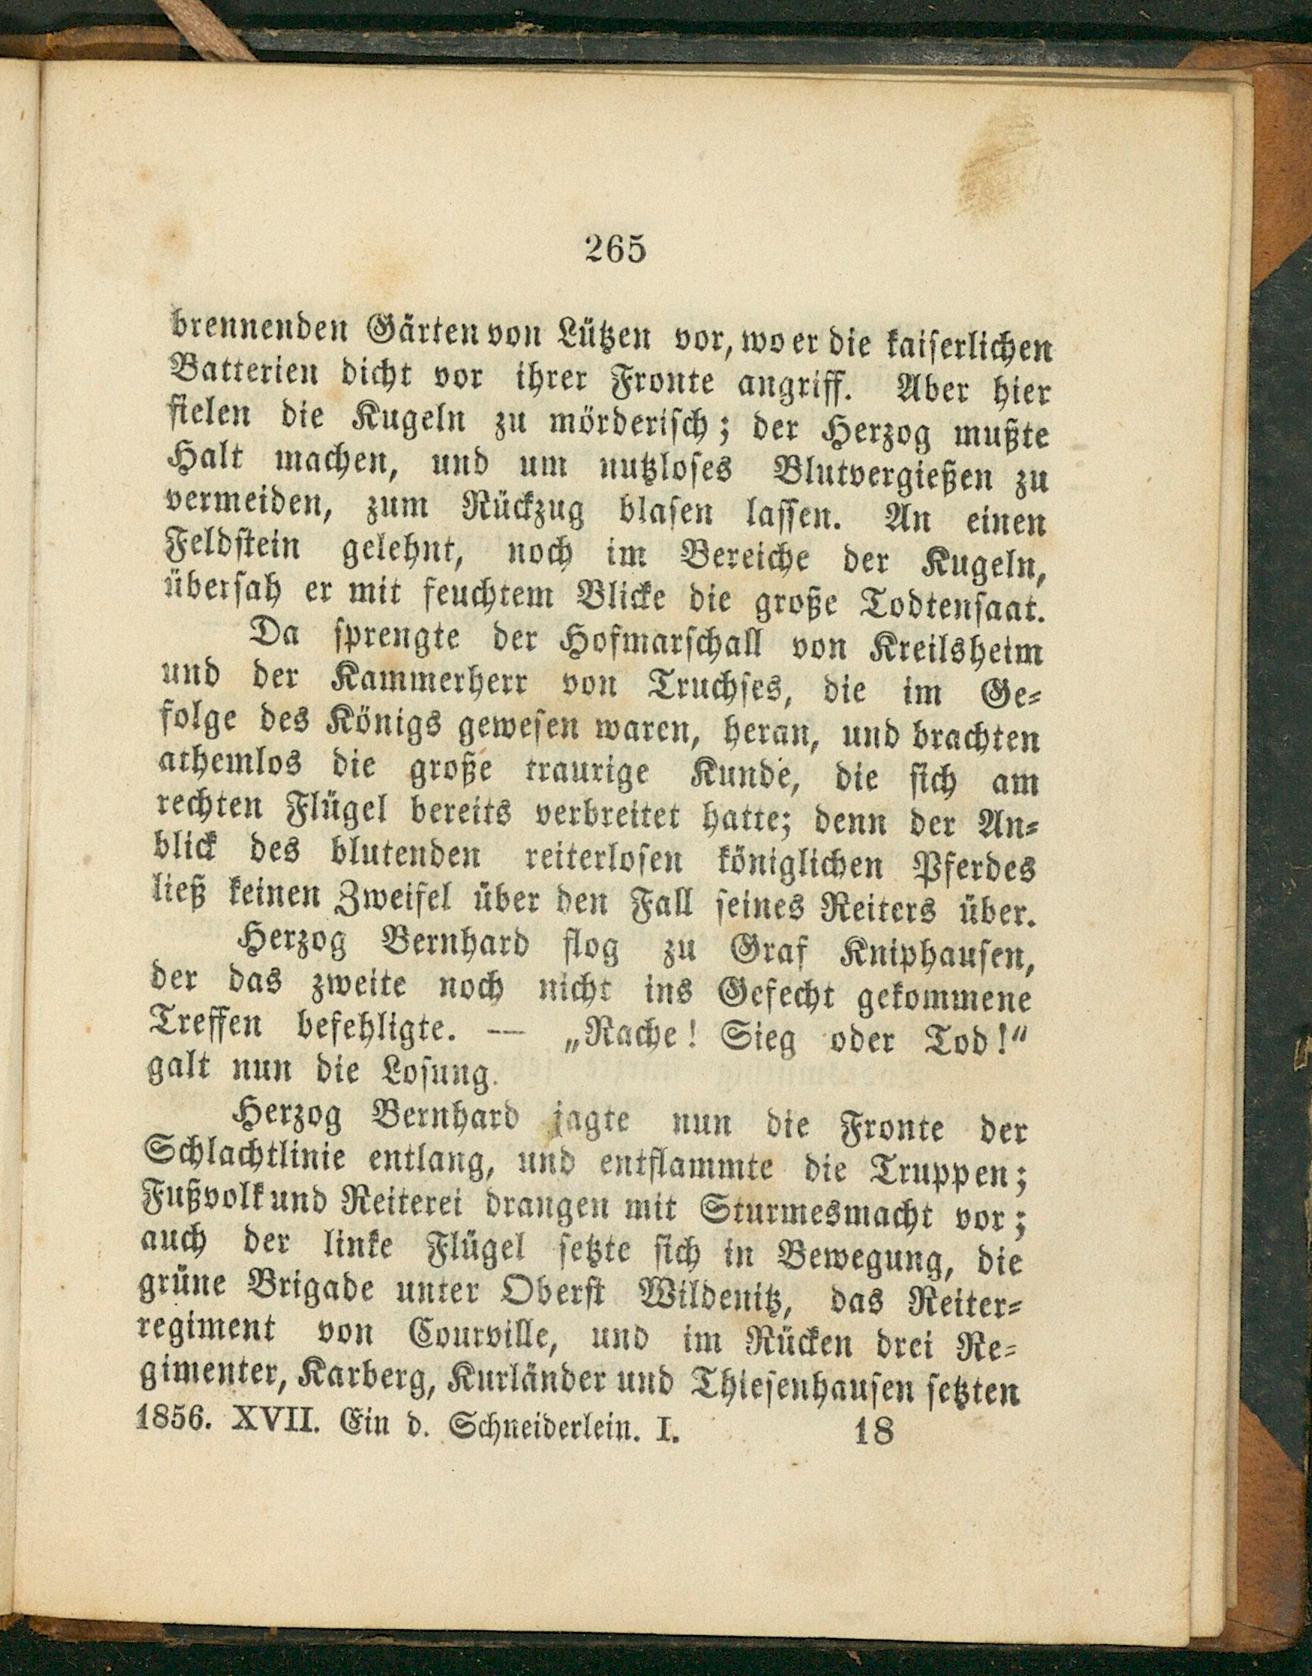 265
brennenden Gärten von Lützen vor, wo er die kaiserlichen
Batterien dicht vor ihrer Fronte angriff. Aber hier
fielen die Kugeln zu mörderisch; der Herzog mußte
Halt machen, und um nutzloses Blutvergießen zu
vermeiden, zum Rückzug blasen lassen. An einen
Feldstein gelehnt, noch im Bereiche der Kugeln,
übersah er mit feuchtem Blicke die große Todtensaat.
Da sprengte der Hofmarschall von Kreilsheim
und der Kammerherr von Truchses, die im Ge-
folge des Königs gewesen waren, heran, und brachten
athemlos die große traurige Kunde, die sich am
rechten Flügel bereits verbreitet hatte; denn der An-
blick des blutenden reiterlosen königlichen Pferdes
ließ keinen Zweifel über den Fall seines Reiters über.
Herzog Bernhard flog zu Graf Kniphausen,
der das zweite noch nicht ins Gefecht gekommene
Treffen befehligte. — „Rache! Sieg oder Tod!“
galt nun die Losung.
Herzog Bernhard jagte nun die Fronte der
Schlachtlinie entlang, und entflammte die Truppen;
Fußvolk und Reiterei drangen mit Sturmesmacht vor;
auch der linke Flügel setzte sich in Bewegung, die
grüne Brigade unter Oberst Wildenitz, das Reiter-
regiment von Courville, und im Rücken drei Re-
gimenter, Karberg, Kurländer und Thiesenhausen setzten
1856. XVII. Ein d. Schneiderlein. I. 18